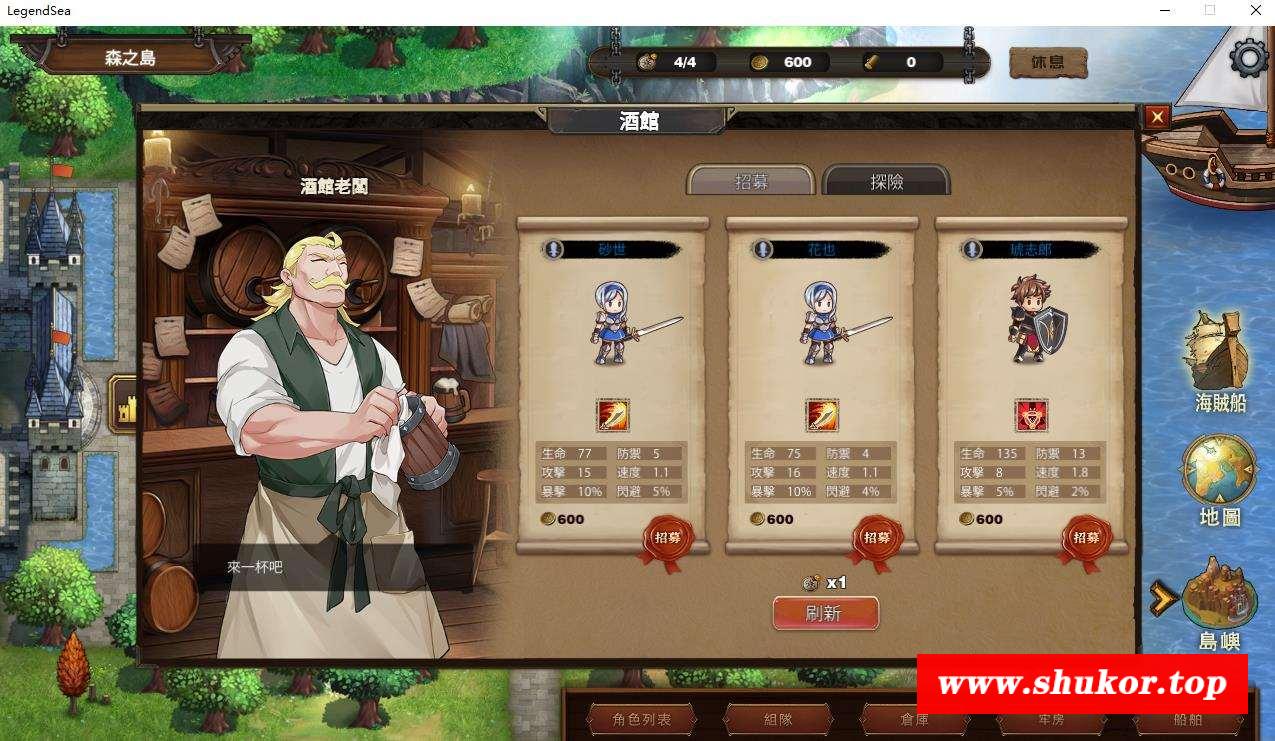 LegendSea
森之島
4/4
600
0
休息
酒館
酒館老闆
招募
探險
砂世
花也
琥志郎
生命 77 防禦 5
攻擊 15 速度 1.1
暴擊 10% 閃避 5%
600
招募
生命 75 防禦 4
攻擊 16 速度 1.1
暴擊 10% 閃避 4%
600
招募
生命 135 防禦 13
攻擊 8 速度 1.8
暴擊 5% 閃避 2%
600
招募
來一杯吧
x1
刷新
海賊船
地圖
島嶼
www.shukor.top
角色列表
組隊
倉庫
牢房
船舶